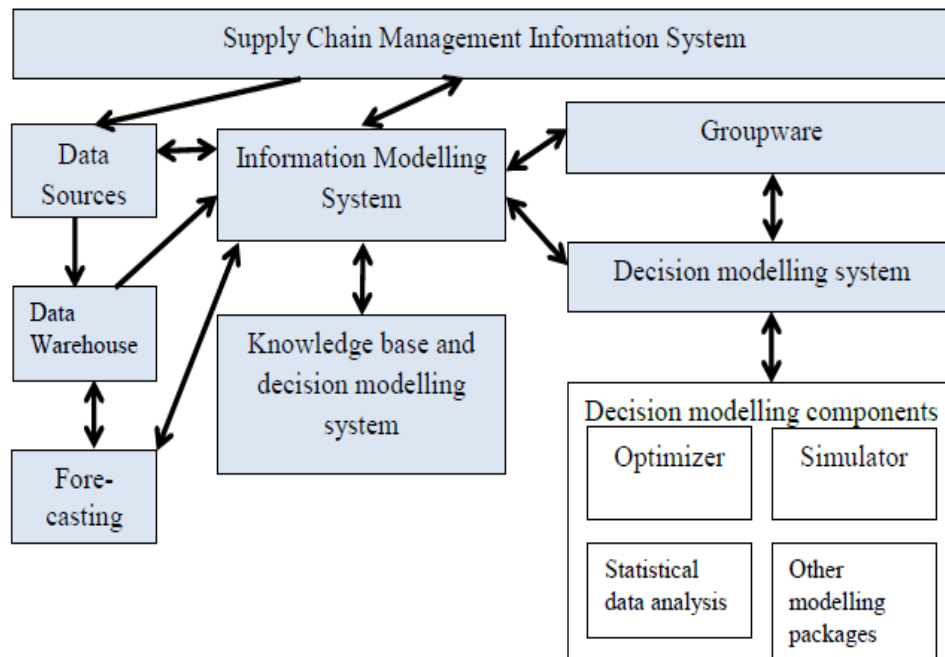 Supply Chain Management Information System
Data
Sources
Information Modelling
System
Groupware
Decision modelling system
Data
Warehouse
Knowledge base and
decision modelling
system
Fore-
casting
Decision modelling components
Optimizer
Simulator
Statistical
data analysis
Other
modelling
packages